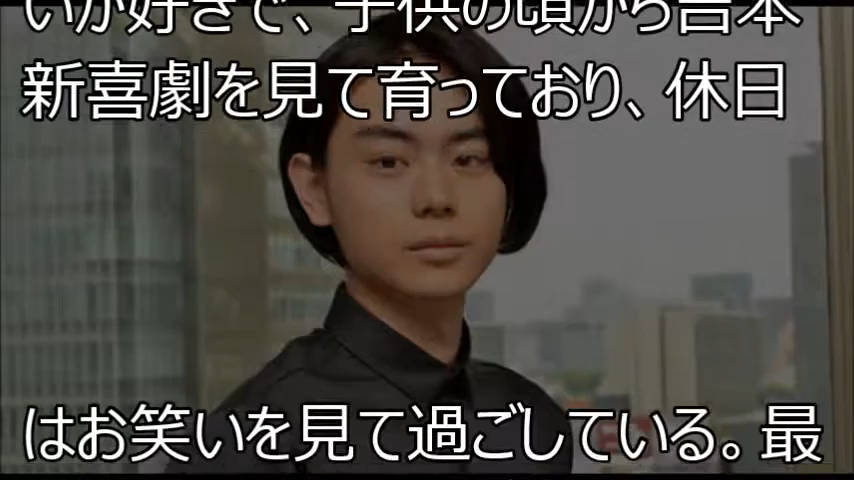 いが好きで、子供の頃から吉本
新喜劇を見て育っており、休日
はお笑いを見て過ごしている。最